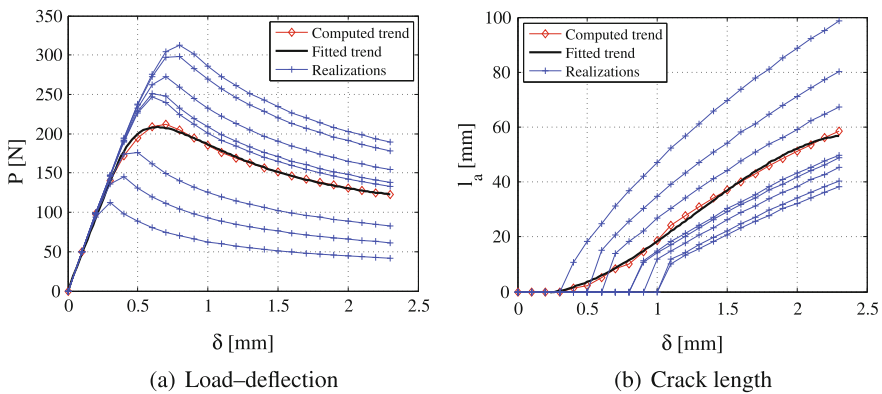 350
300
250
200
150
100
50
0
P [N]
0 0.5 1 1.5 2 2.5
δ [mm]
Computed trend
Fitted trend
Realizations
(a) Load–deflection
100
80
60
40
20
0
l_a [mm]
0 0.5 1 1.5 2 2.5
δ [mm]
Computed trend
Fitted trend
Realizations
(b) Crack length